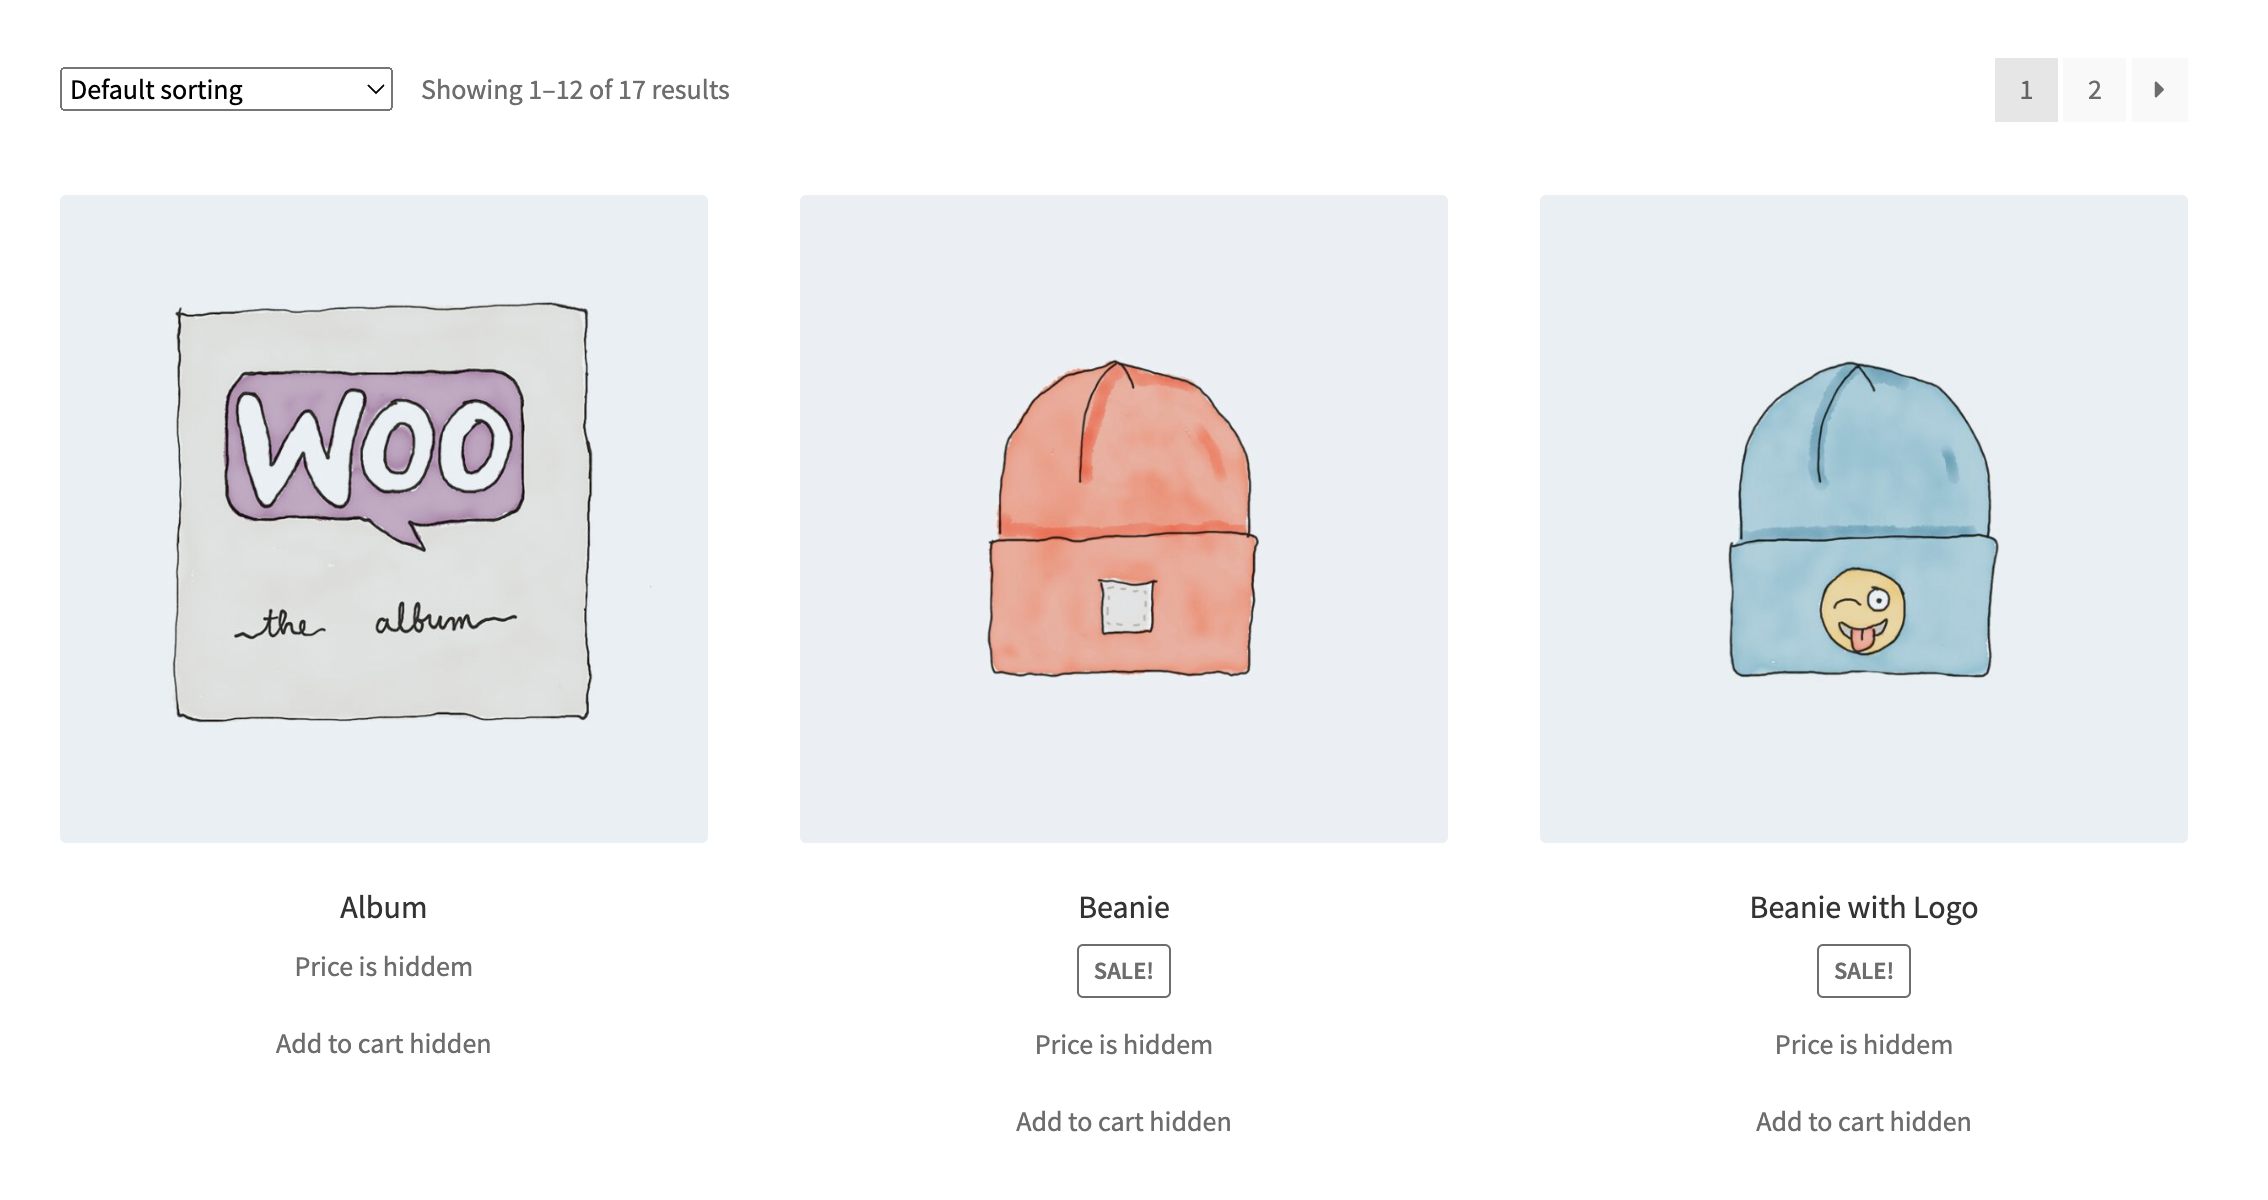 Default sorting
Showing 1–12 of 17 results
1
2
WOO
the album
Album
Price is hiddem
Add to cart hidden
Beanie
SALE!
Price is hiddem
Add to cart hidden
Beanie with Logo
SALE!
Price is hiddem
Add to cart hidden